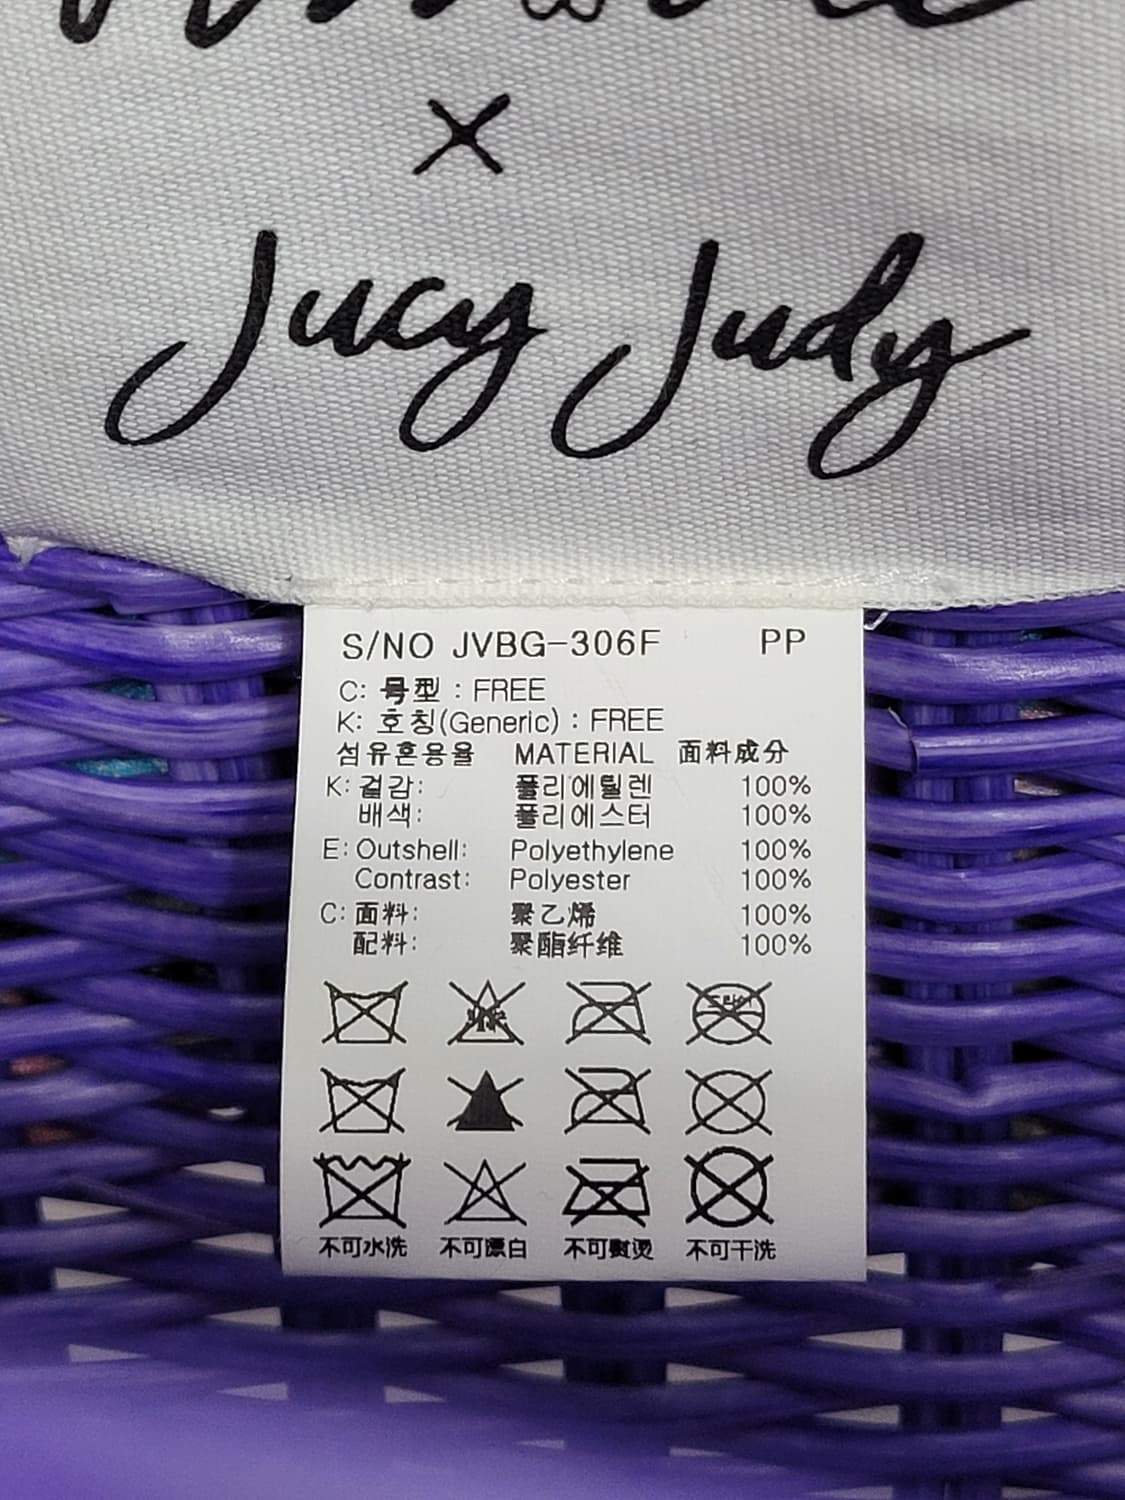 ×
Jucy Judy
S/NO JVBG-306F PP
C: 号型 : FREE
K: 호칭(Generic) : FREE
섬유혼용율 MATERIAL 面料成分
K: 겉감: 폴리에틸렌 100%
배색: 폴리에스터 100%
E: Outshell: Polyethylene 100%
Contrast: Polyester 100%
C: 面料: 聚乙烯 100%
配料: 聚酯纤维 100%
드라이
不可水洗 不可漂白 不可熨烫 不可干洗